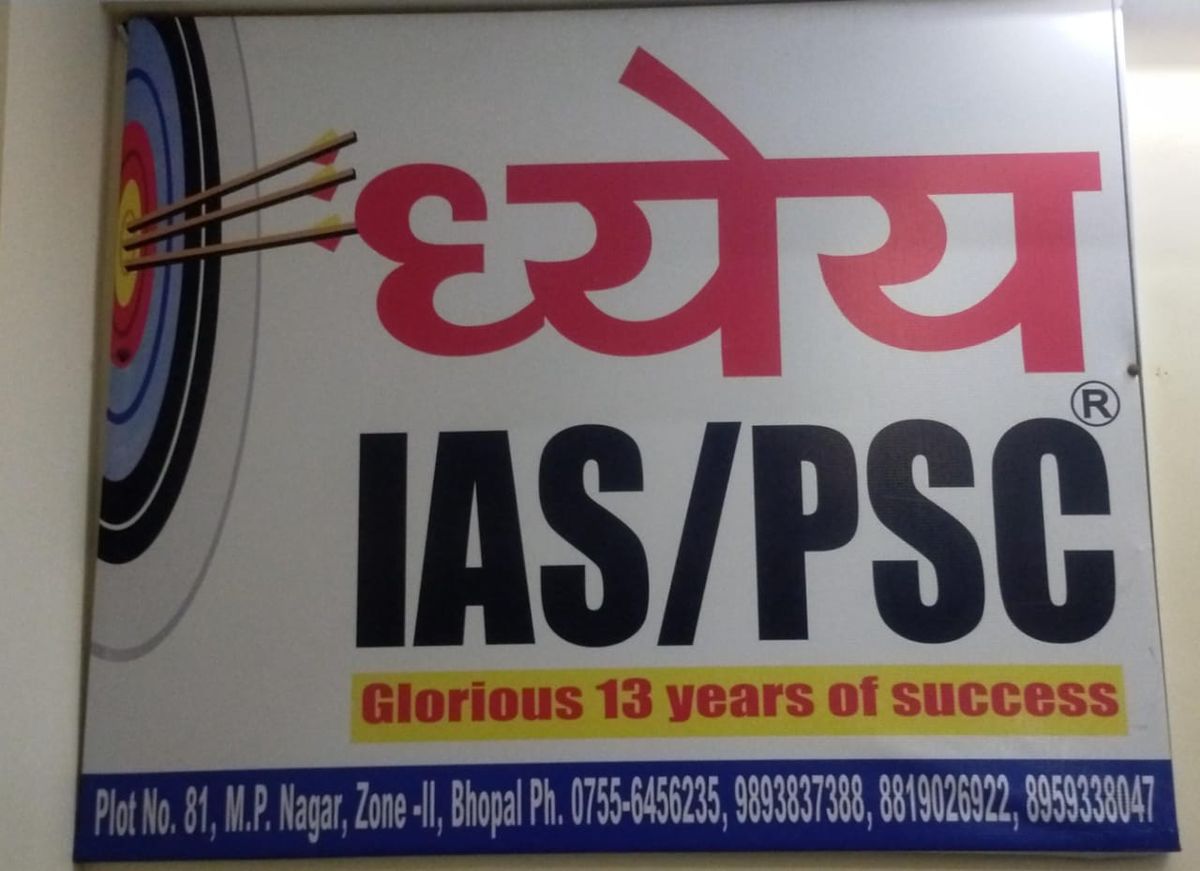 ध्येय
IAS/PSC®
Glorious 13 years of success
Plot No. 81, M.P. Nagar, Zone -II, Bhopal Ph. 0755-6456235, 9893837388, 8819026922, 8959338047